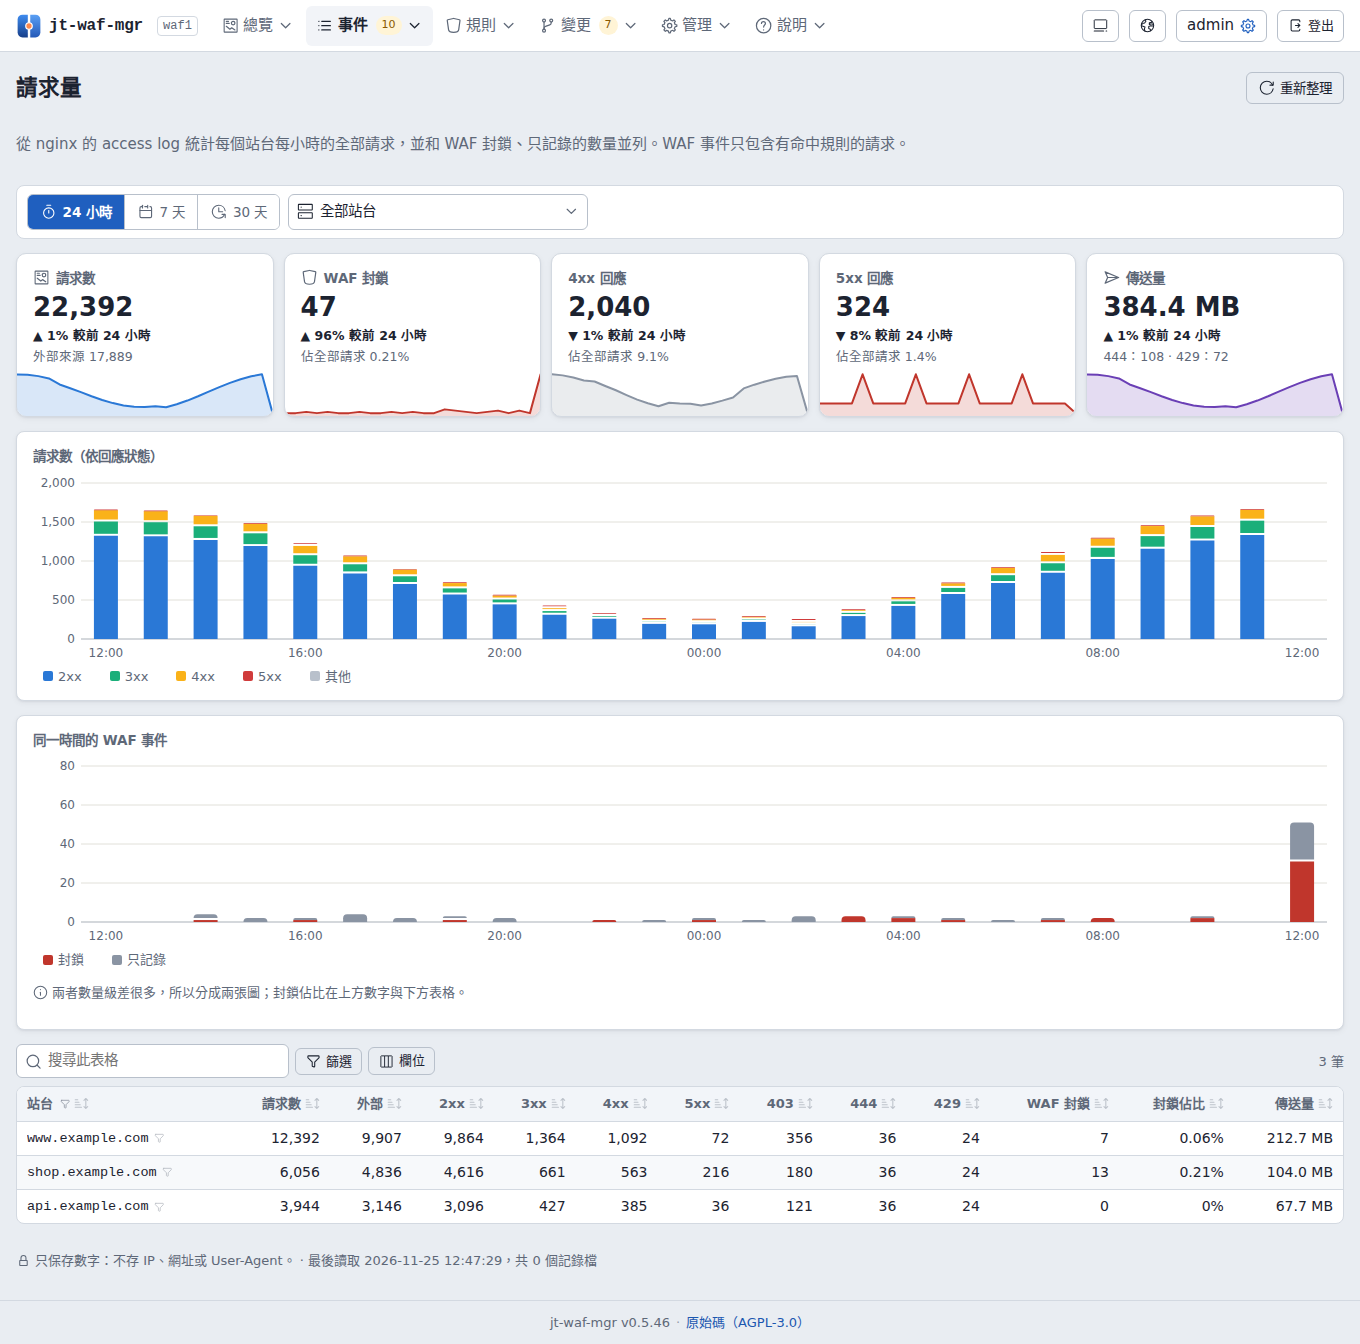 jt-waf-mgr waf1 總覽 事件 10 規則 變更 7 管理 說明 admin 登出
請求量 重新整理
從 nginx 的 access log 統計每個站台每小時的全部請求，並和 WAF 封鎖、只記錄的數量並列。WAF 事件只包含有命中規則的請求。
24 小時 7 天 30 天 全部站台
請求數
22,392
▲ 1% 較前 24 小時
外部來源 17,889
WAF 封鎖
47
▲ 96% 較前 24 小時
佔全部請求 0.21%
4xx 回應
2,040
▼ 1% 較前 24 小時
佔全部請求 9.1%
5xx 回應
324
▼ 8% 較前 24 小時
佔全部請求 1.4%
傳送量
384.4 MB
▲ 1% 較前 24 小時
444：108 · 429：72
請求數（依回應狀態）
2,000
1,500
1,000
500
0
12:00 16:00 20:00 00:00 04:00 08:00 12:00
2xx 3xx 4xx 5xx 其他
同一時間的 WAF 事件
80
60
40
20
0
12:00 16:00 20:00 00:00 04:00 08:00 12:00
封鎖 只記錄
兩者數量級差很多，所以分成兩張圖；封鎖佔比在上方數字與下方表格。
搜尋此表格 篩選 欄位 3 筆
站台 請求數 外部 2xx 3xx 4xx 5xx 403 444 429 WAF 封鎖 封鎖佔比 傳送量
www.example.com 12,392 9,907 9,864 1,364 1,092 72 356 36 24 7 0.06% 212.7 MB
shop.example.com 6,056 4,836 4,616 661 563 216 180 36 24 13 0.21% 104.0 MB
api.example.com 3,944 3,146 3,096 427 385 36 121 36 24 0 0% 67.7 MB
只保存數字：不存 IP、網址或 User-Agent。 · 最後讀取 2026-11-25 12:47:29，共 0 個記錄檔
jt-waf-mgr v0.5.46 · 原始碼（AGPL-3.0）